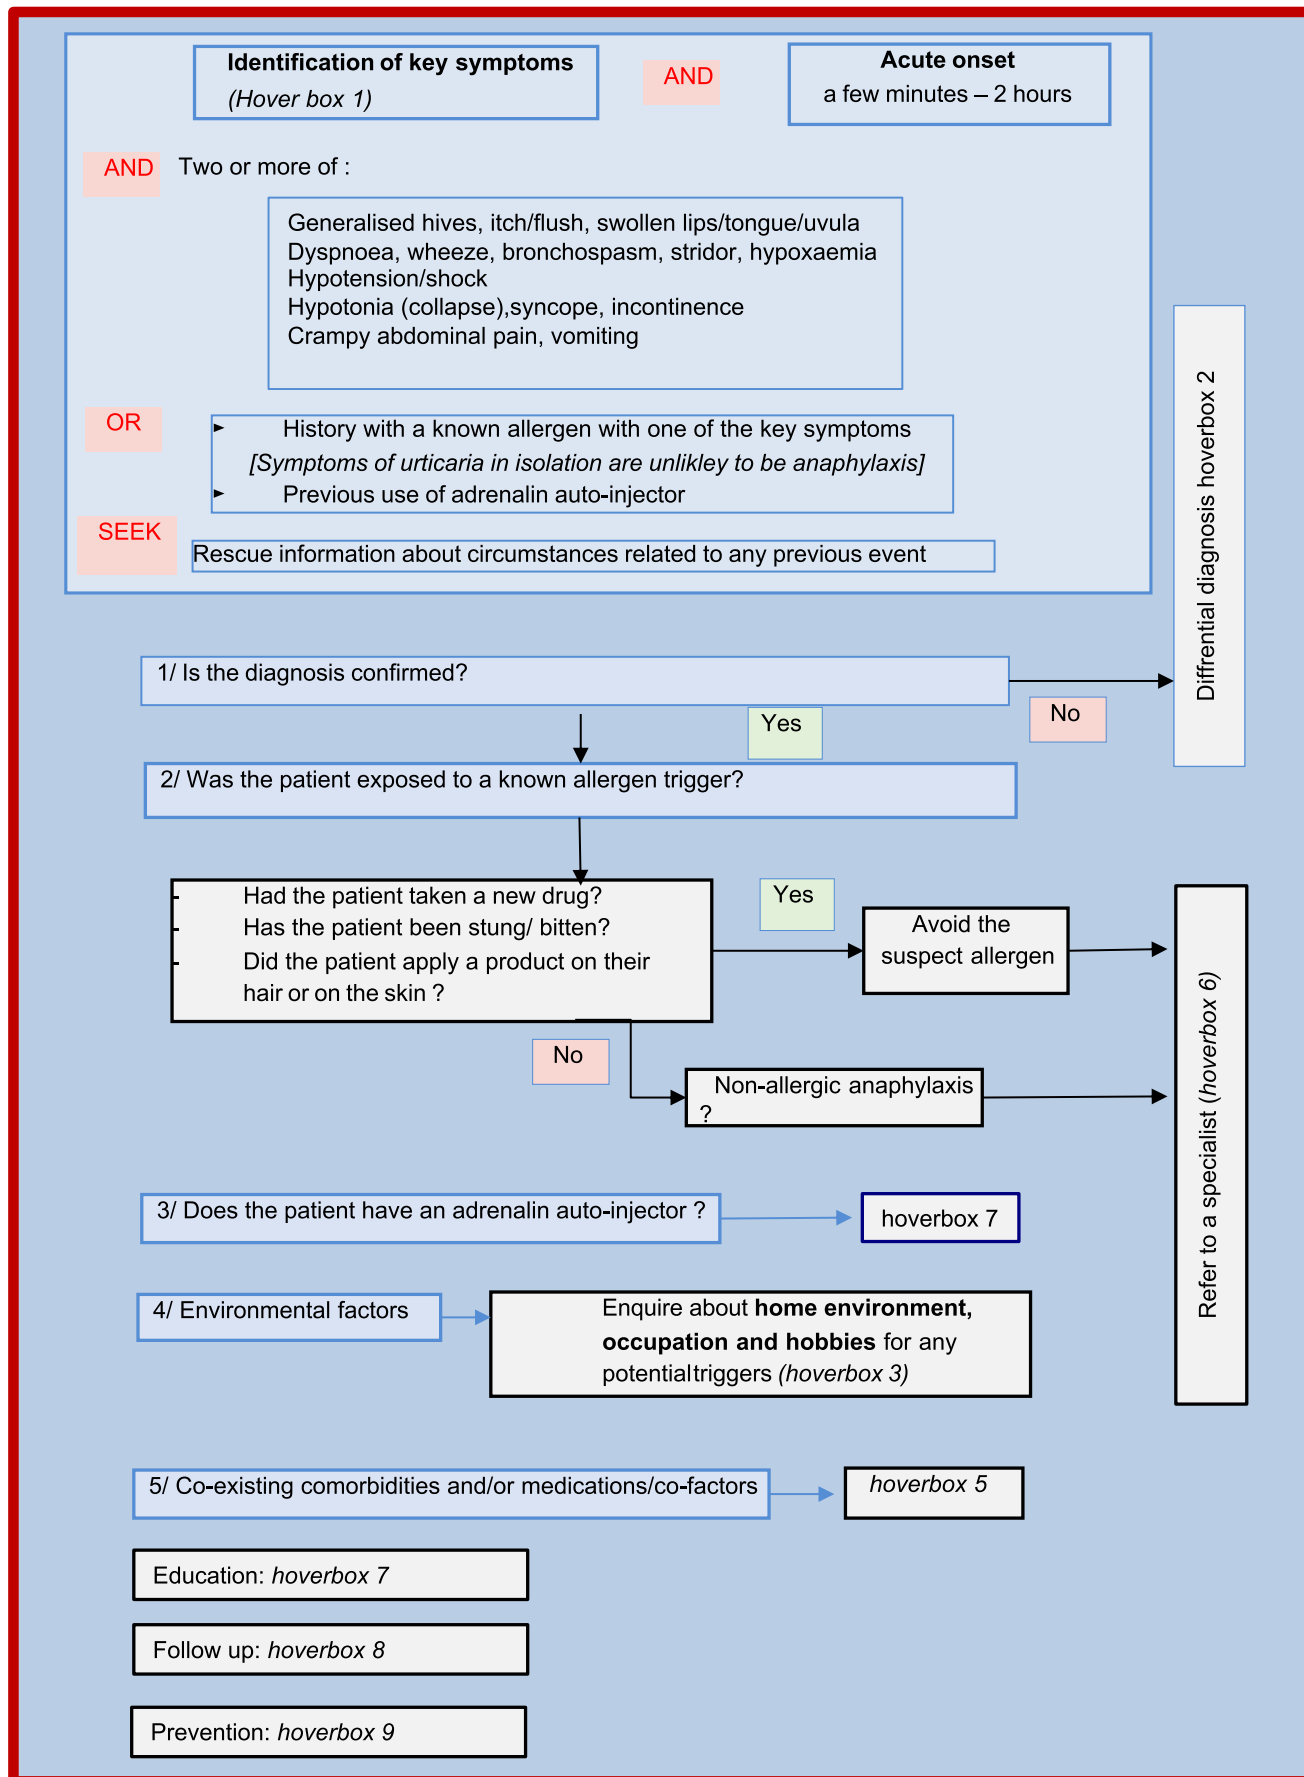 Identification of key symptoms
(Hover box 1)
AND
Acute onset
a few minutes – 2 hours
AND
Two or more of :
Generalised hives, itch/flush, swollen lips/tongue/uvula
Dyspnoea, wheeze, bronchospasm, stridor, hypoxaemia
Hypotension/shock
Hypotonia (collapse),syncope, incontinence
Crampy abdominal pain, vomiting
OR
► History with a known allergen with one of the key symptoms
[Symptoms of urticaria in isolation are unlikley to be anaphylaxis]
► Previous use of adrenalin auto-injector
SEEK
Rescue information about circumstances related to any previous event
Diffrential diagnosis hoverbox 2
1/ Is the diagnosis confirmed?
No
Yes
2/ Was the patient exposed to a known allergen trigger?
- Had the patient taken a new drug?
- Has the patient been stung/ bitten?
- Did the patient apply a product on their
hair or on the skin ?
Yes
Avoid the
suspect allergen
No
Non-allergic anaphylaxis
?
Refer to a specialist (hoverbox 6)
3/ Does the patient have an adrenalin auto-injector ?
hoverbox 7
4/ Environmental factors
Enquire about home environment,
occupation and hobbies for any
potentialtriggers (hoverbox 3)
5/ Co-existing comorbidities and/or medications/co-factors
hoverbox 5
Education: hoverbox 7
Follow up: hoverbox 8
Prevention: hoverbox 9